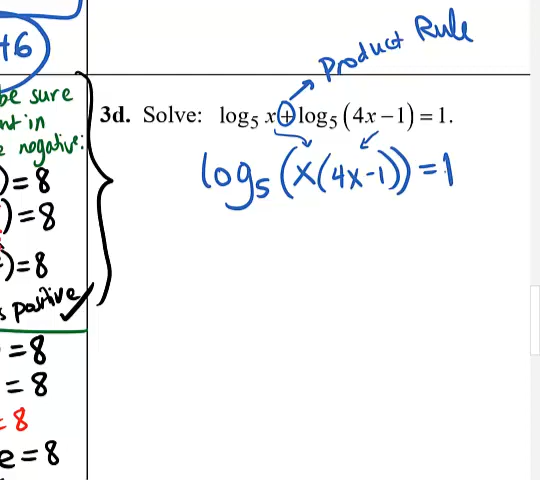 +6
be sure
in
negative:
)=8
)=8
)=8
positive ✓
=8
=8
=8
e=8
Product Rule
3d. Solve: log₅ x + log₅ (4x − 1) = 1.
log₅ (x(4x-1)) = 1